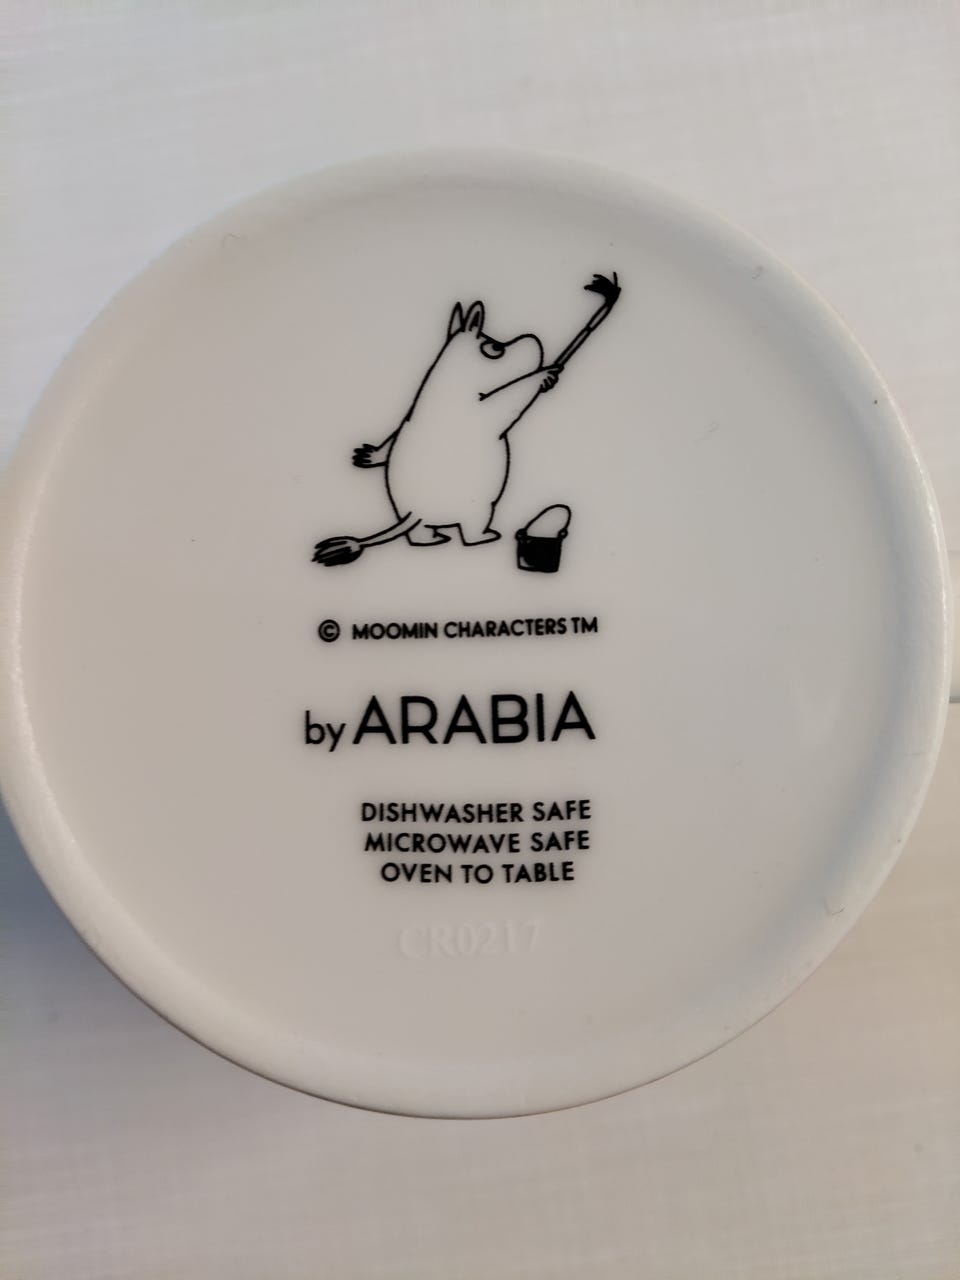 © MOOMIN CHARACTERS TM
by ARABIA
DISHWASHER SAFE
MICROWAVE SAFE
OVEN TO TABLE
CR0217